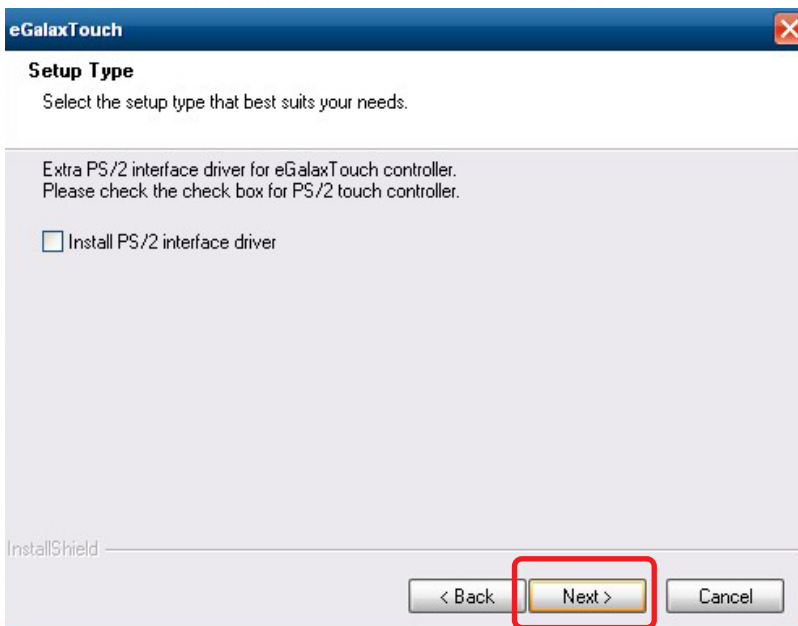 eGalaxTouch
Setup Type
Select the setup type that best suits your needs.
Extra PS/2 interface driver for eGalaxTouch controller.
Please check the check box for PS/2 touch controller.
Install PS/2 interface driver
InstallShield
< Back Next > Cancel